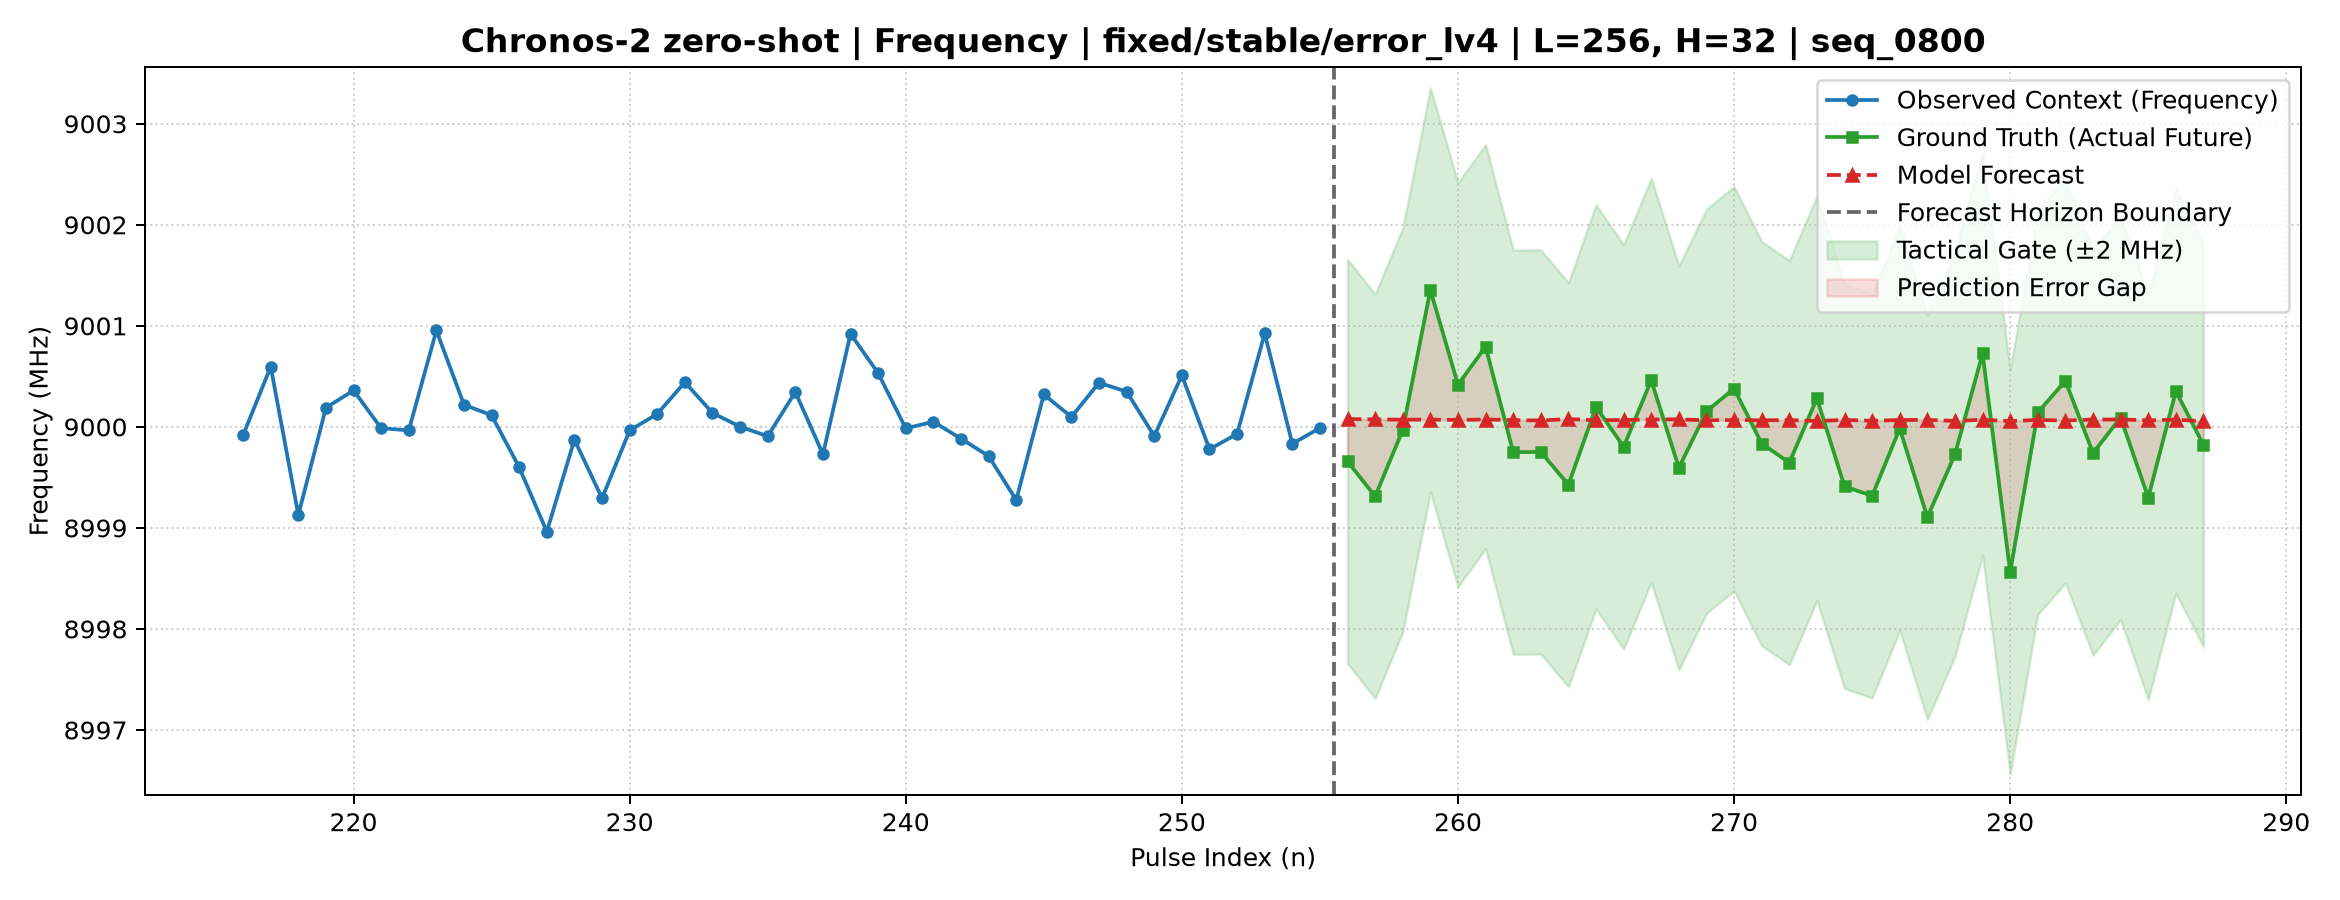 Chronos-2 zero-shot | Frequency | fixed/stable/error_lv4 | L=256, H=32 | seq_0800
Observed Context (Frequency)
Ground Truth (Actual Future)
Model Forecast
Forecast Horizon Boundary
Tactical Gate (±2 MHz)
Prediction Error Gap
Frequency (MHz)
9003
9002
9001
9000
8999
8998
8997
220 230 240 250 260 270 280 290
Pulse Index (n)